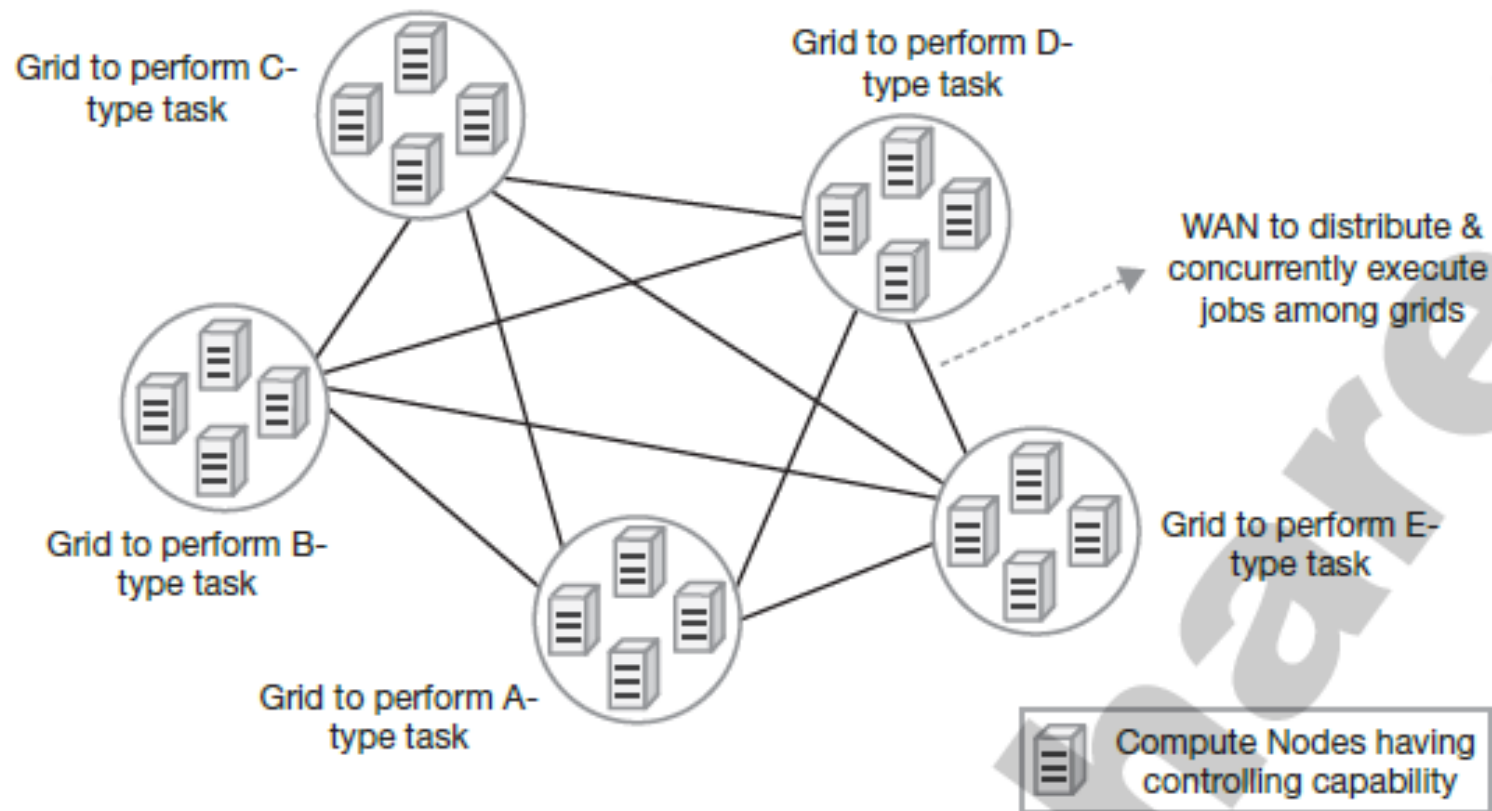 Grid to perform C-
type task
Grid to perform D-
type task
WAN to distribute &
concurrently execute
jobs among grids
Grid to perform B-
type task
Grid to perform E-
type task
Grid to perform A-
type task
Compute Nodes having
controlling capability